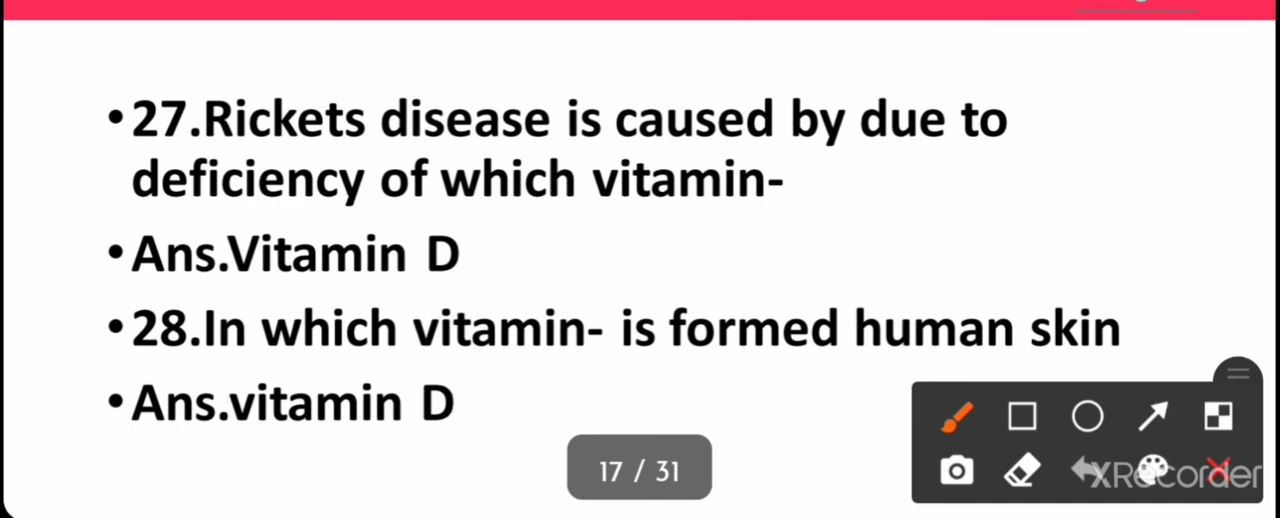 •27.Rickets disease is caused by due to
deficiency of which vitamin-
•Ans.Vitamin D
•28.In which vitamin- is formed human skin
•Ans.vitamin D
17 / 31
XRecorder